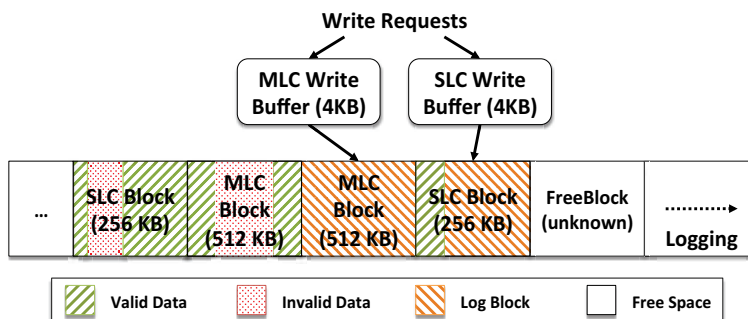 Write Requests
MLC Write
Buffer (4KB)
SLC Write
Buffer (4KB)
...
SLC Block
(256 KB)
MLC
Block
(512 KB)
MLC
Block
(512 KB)
SLC Block
(256 KB)
FreeBlock
(unknown)
Logging
Valid Data
Invalid Data
Log Block
Free Space